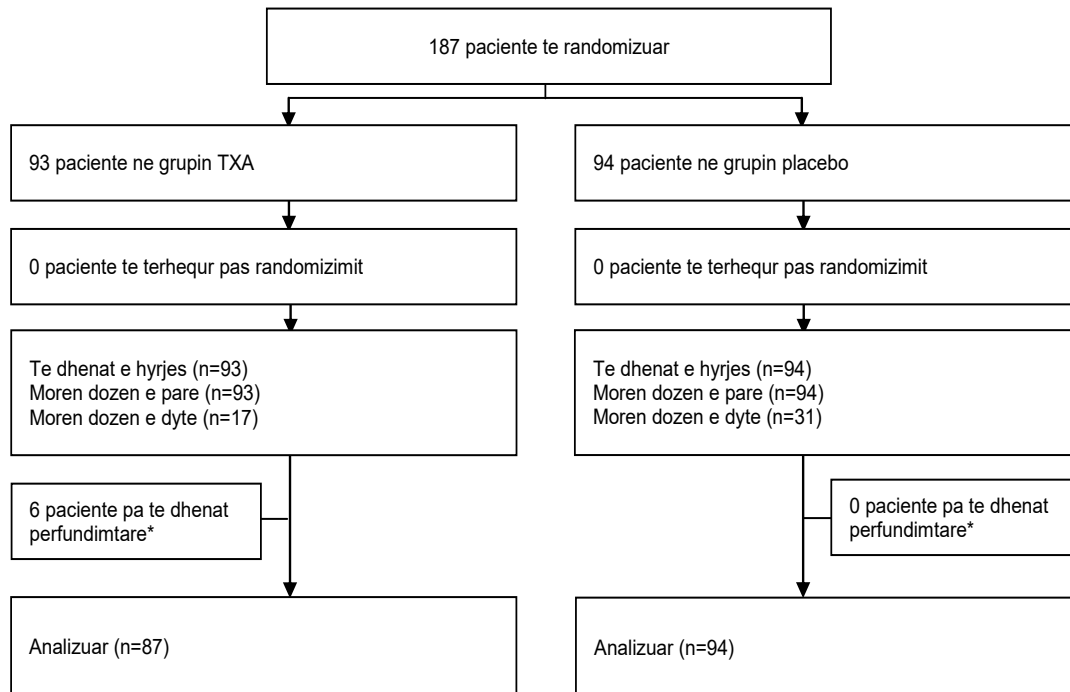 187 paciente te randomizuar
93 paciente ne grupin TXA
94 paciente ne grupin placebo
0 paciente te terhequr pas randomizimit
0 paciente te terhequr pas randomizimit
Te dhenat e hyrjes (n=93)
Moren dozen e pare (n=93)
Moren dozen e dyte (n=17)
Te dhenat e hyrjes (n=94)
Moren dozen e pare (n=94)
Moren dozen e dyte (n=31)
6 paciente pa te dhenat
perfundimtare*
0 paciente pa te dhenat
perfundimtare*
Analizuar (n=87)
Analizuar (n=94)